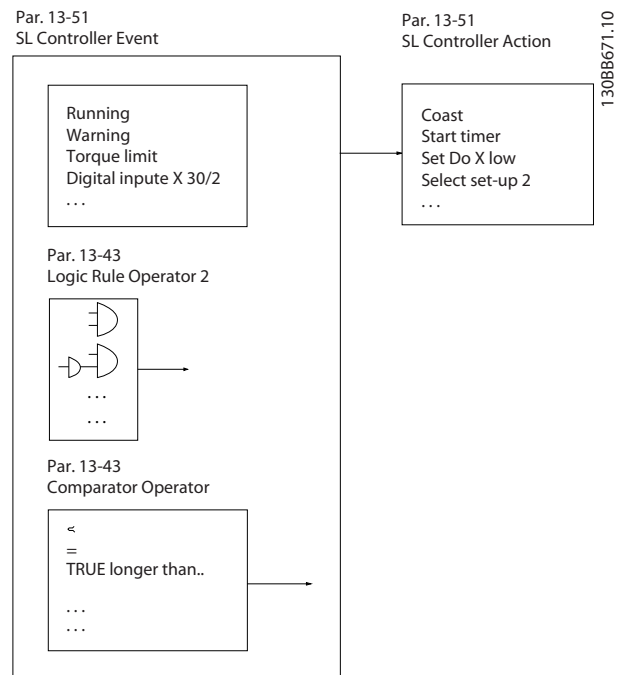 Par. 13-51
SL Controller Event
Par. 13-51
SL Controller Action
130BB671.10
Running
Warning
Torque limit
Digital inpute X 30/2
. . .
Coast
Start timer
Set Do X low
Select set-up 2
. . .
Par. 13-43
Logic Rule Operator 2
. . .
. . .
Par. 13-43
Comparator Operator
=
TRUE longer than..
. . .
. . .